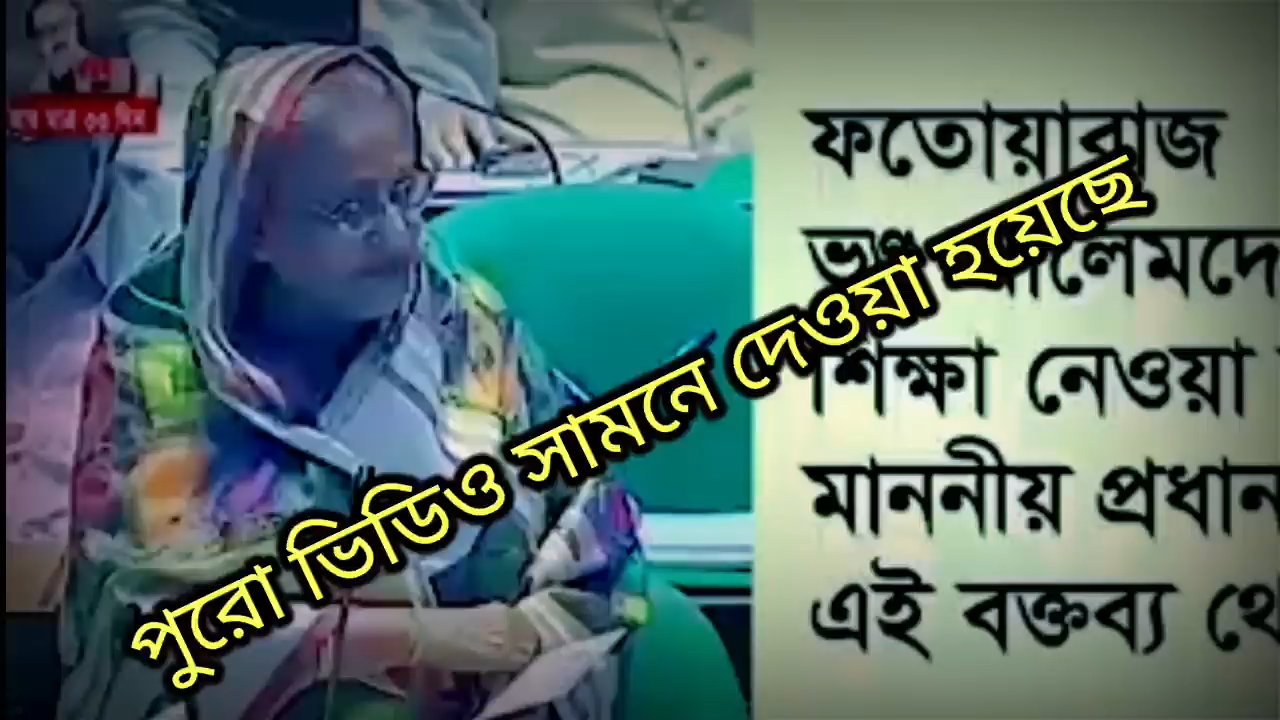 ফতোয়াবাজ
শিক্ষা নেওয়া
মাননীয় প্রধান
এই বক্তব্য থে
পুরো ভিডিও সামনে দেওয়া হয়েছে